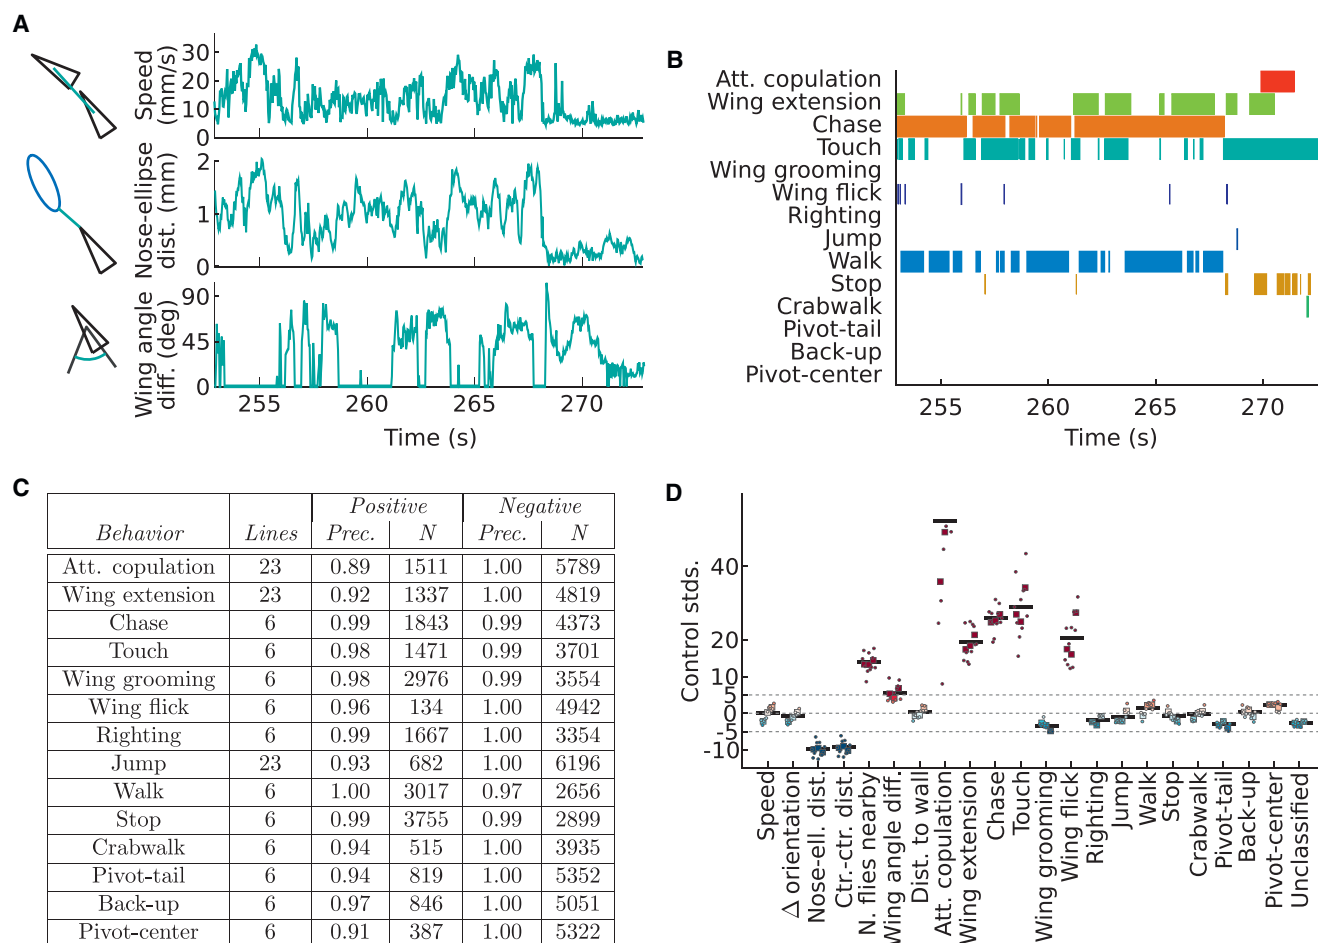 A
Speed
(mm/s)
30
20
10
0
255
260
265
270
Nose-ellipse
dist. (mm)
2
1
0
Wing angle
diff. (deg)
90
45
0
255
260
265
270
Time (s)
B
Att. copulation
Wing extension
Chase
Touch
Wing grooming
Wing flick
Righting
Jump
Walk
Stop
Crabwalk
Pivot-tail
Back-up
Pivot-center
255
260
265
270
Time (s)
C
Positive Negative
Behavior Lines Prec. N Prec. N
Att. copulation 23 0.89 1511 1.00 5789
Wing extension 23 0.92 1337 1.00 4819
Chase 6 0.99 1843 0.99 4373
Touch 6 0.98 1471 0.99 3701
Wing grooming 6 0.98 2976 0.99 3554
Wing flick 6 0.96 134 1.00 4942
Righting 6 0.99 1667 1.00 3354
Jump 23 0.93 682 1.00 6196
Walk 6 1.00 3017 0.97 2656
Stop 6 0.99 3755 0.99 2899
Crabwalk 6 0.94 515 1.00 3935
Pivot-tail 6 0.94 819 1.00 5352
Back-up 6 0.97 846 1.00 5051
Pivot-center 6 0.91 387 1.00 5322
D
Control stds.
40
20
10
5
0
-5
-10
Speed
Δ orientation
Nose-ell. dist.
Ctr.-ctr. dist.
N. flies nearby
Wing angle diff.
Dist. to wall
Att. copulation
Wing extension
Chase
Touch
Wing grooming
Wing flick
Righting
Jump
Walk
Stop
Crabwalk
Pivot-tail
Back-up
Pivot-center
Unclassified